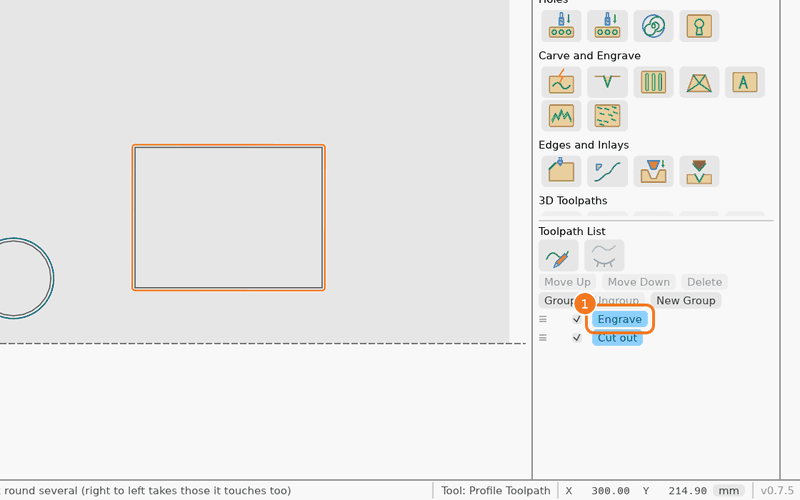 Holes
Carve and Engrave
A
Edges and Inlays
3D Toolpaths
Toolpath List
Move Up Move Down Delete
Group Ungroup New Group
1
Engrave
Cut out
round several (right to left takes those it touches too) Tool: Profile Toolpath X 300.00 Y 214.90 mm v0.7.5